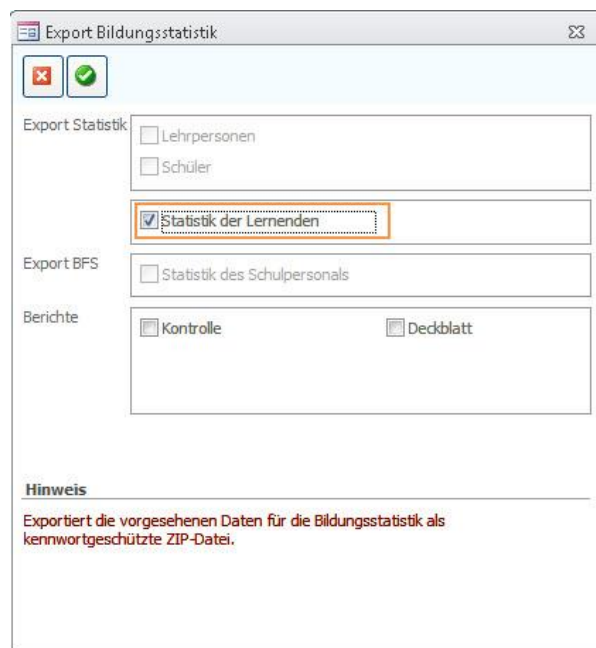 Export Bildungsstatistik
Export Statistik
Lehrpersonen
Schüler
Statistik der Lernenden
Export BFS
Statistik des Schulpersonals
Berichte
Kontrolle Deckblatt
Hinweis
Exportiert die vorgesehenen Daten für die Bildungsstatistik als
kennwortgeschützte ZIP-Datei.